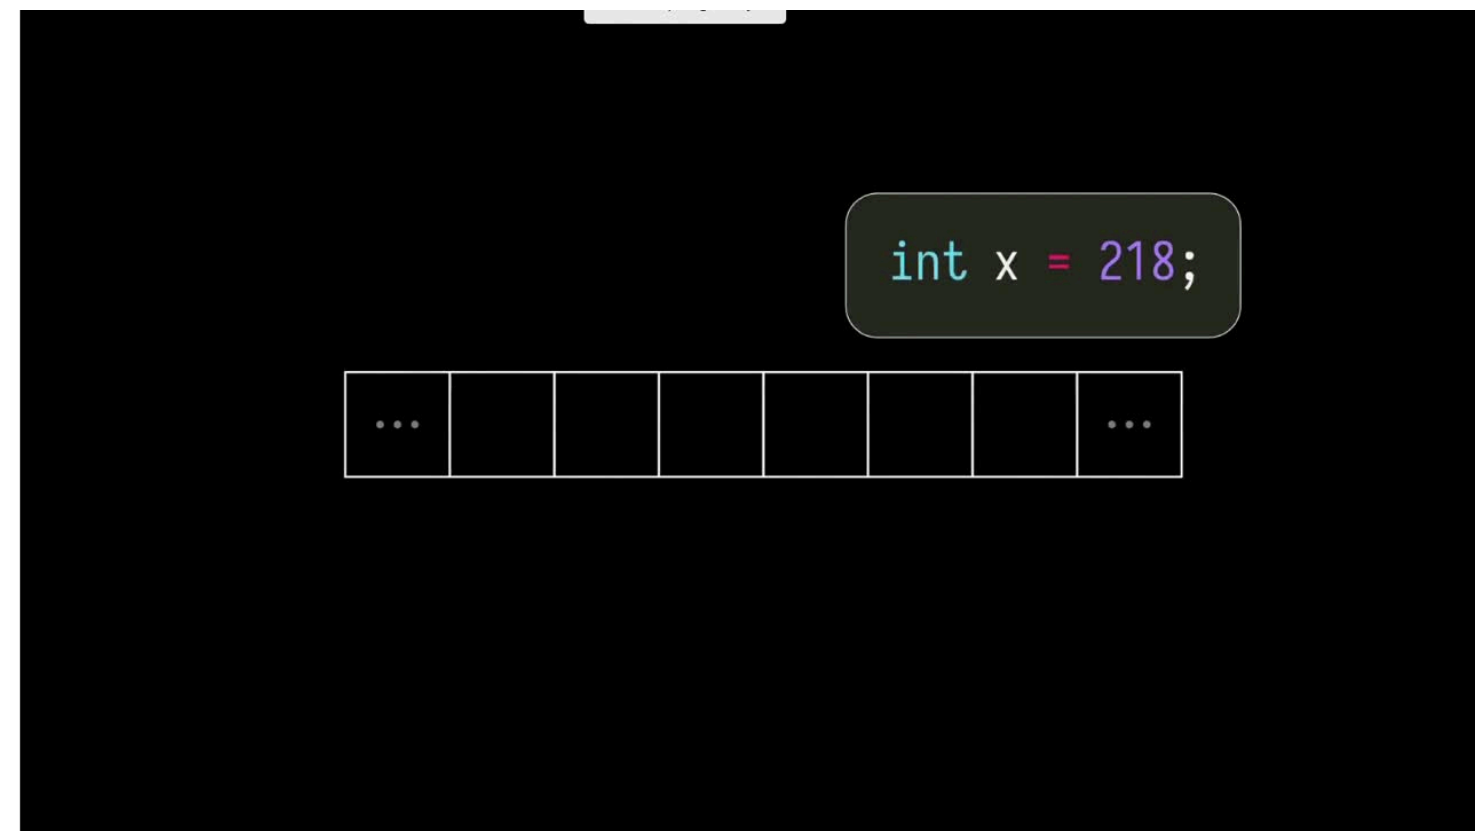 int x = 218;
... ...